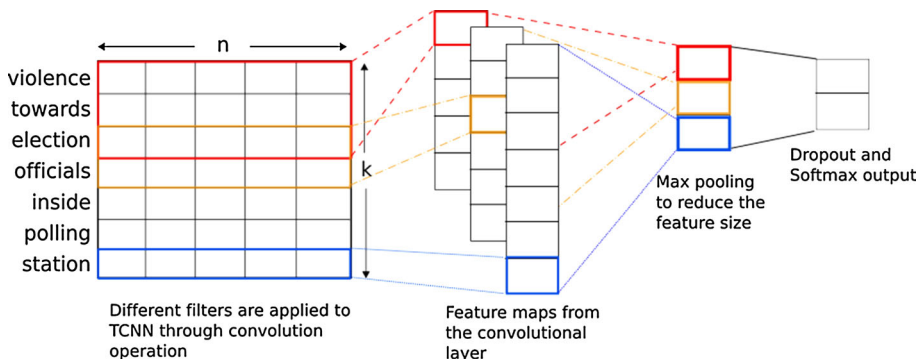 n
violence
towards
election
officials
inside
polling
station
k
Different filters are applied to
TCNN through convolution
operation
Feature maps from
the convolutional
layer
Max pooling
to reduce the
feature size
Dropout and
Softmax output